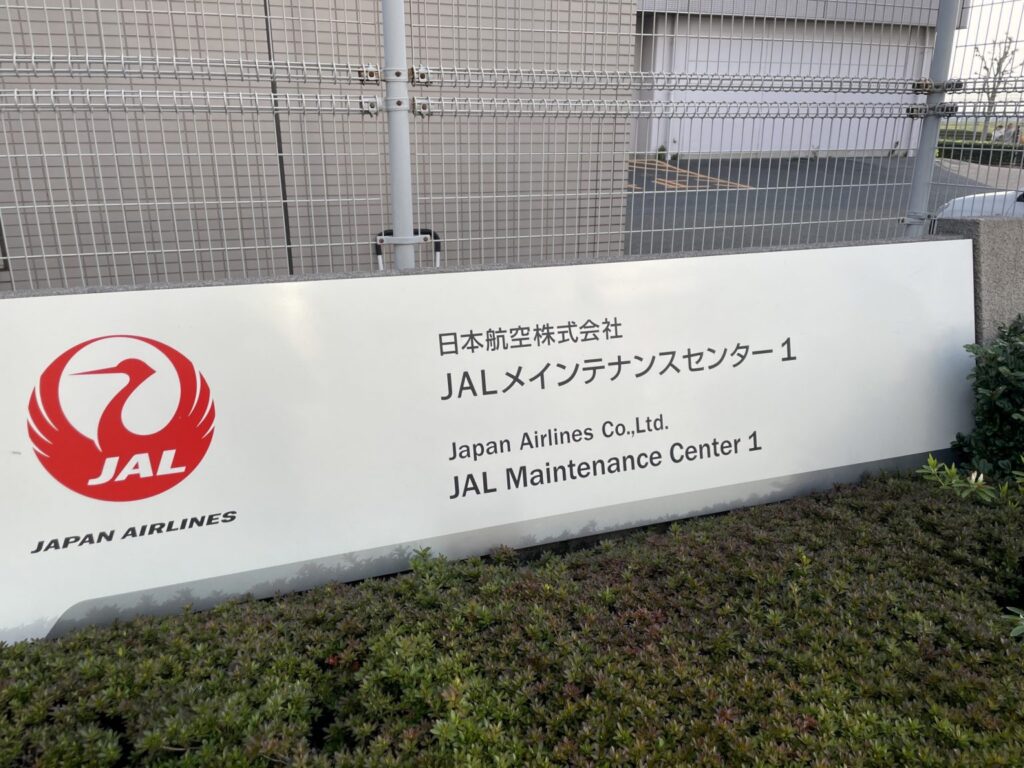 JAL
JAPAN AIRLINES
日本航空株式会社
JALメインテナンスセンター1
Japan Airlines Co.,Ltd.
JAL Maintenance Center 1